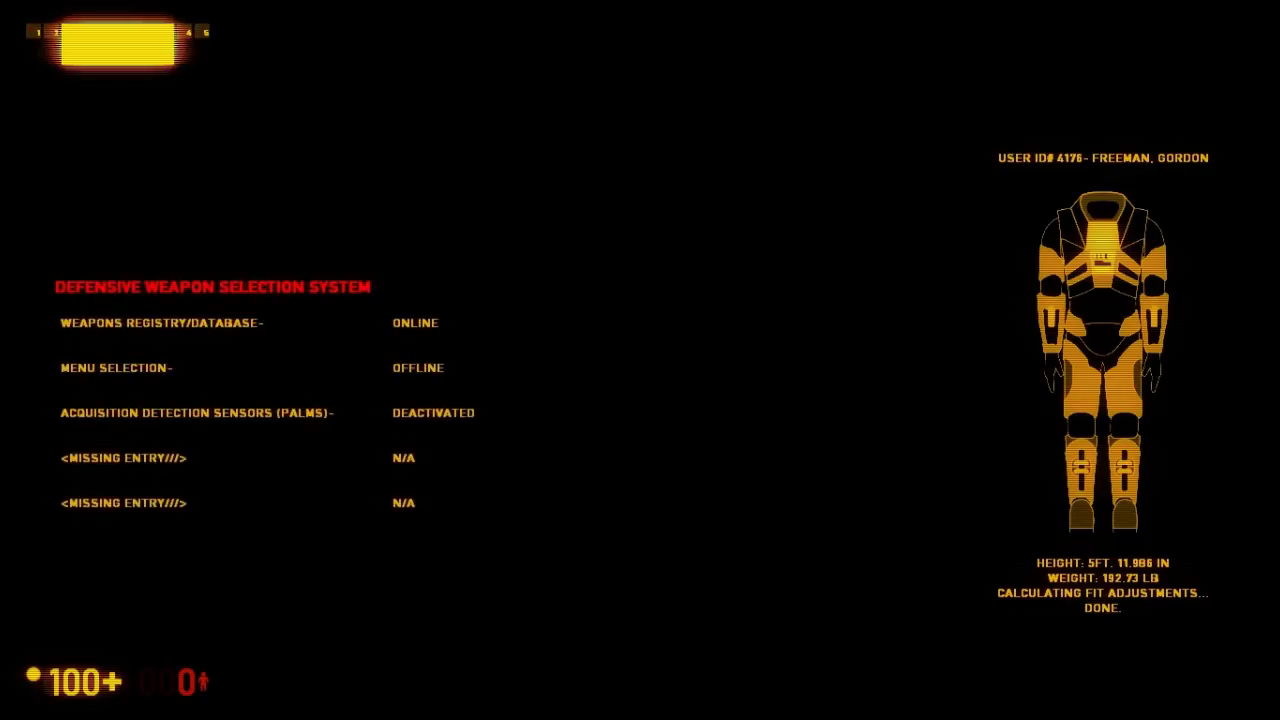 1 4 5
USER ID# 4176- FREEMAN, GORDON
DEFENSIVE WEAPON SELECTION SYSTEM
WEAPONS REGISTRY/DATABASE- ONLINE
MENU SELECTION- OFFLINE
ACQUISITION DETECTION SENSORS (PALMS)- DEACTIVATED
<MISSING ENTRY///> N/A
<MISSING ENTRY///> N/A
HEIGHT: 5FT. 11.986 IN
WEIGHT: 192.73 LB
CALCULATING FIT ADJUSTMENTS...
DONE.
100+ 0